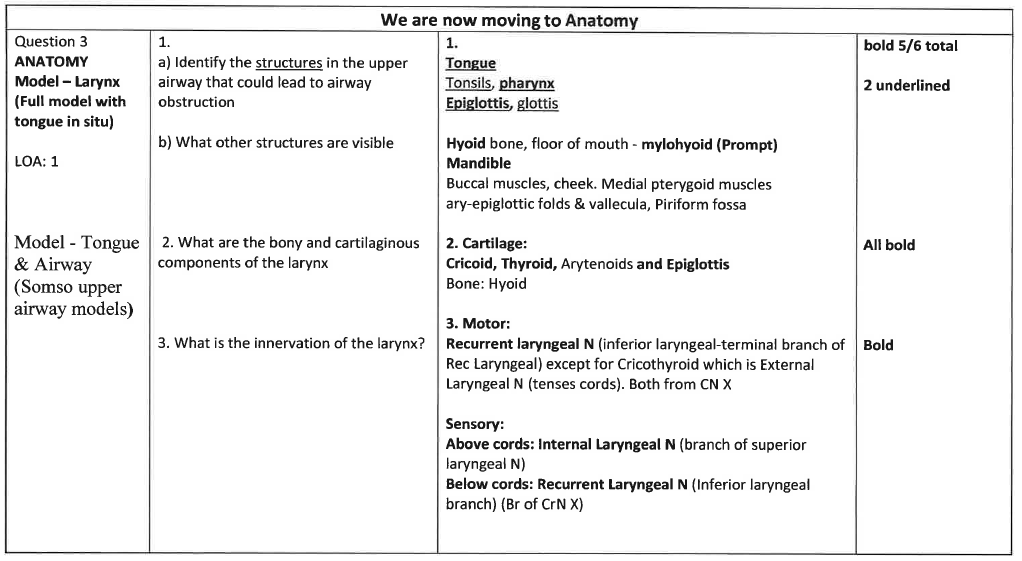 We are now moving to Anatomy
Question 3
ANATOMY
Model – Larynx
(Full model with
tongue in situ)
LOA: 1
Model - Tongue
& Airway
(Somso upper
airway models)
1.
a) Identify the structures in the upper
airway that could lead to airway
obstruction
b) What other structures are visible
2. What are the bony and cartilaginous
components of the larynx
3. What is the innervation of the larynx?
1.
Tongue
Tonsils, pharynx
Epiglottis, glottis
Hyoid bone, floor of mouth - mylohyoid (Prompt)
Mandible
Buccal muscles, cheek. Medial pterygoid muscles
ary-epiglottic folds & vallecula, Piriform fossa
2. Cartilage:
Cricoid, Thyroid, Arytenoids and Epiglottis
Bone: Hyoid
3. Motor:
Recurrent laryngeal N (inferior laryngeal-terminal branch of
Rec Laryngeal) except for Cricothyroid which is External
Laryngeal N (tenses cords). Both from CN X
Sensory:
Above cords: Internal Laryngeal N (branch of superior
laryngeal N)
Below cords: Recurrent Laryngeal N (Inferior laryngeal
branch) (Br of CrN X)
bold 5/6 total
2 underlined
All bold
Bold